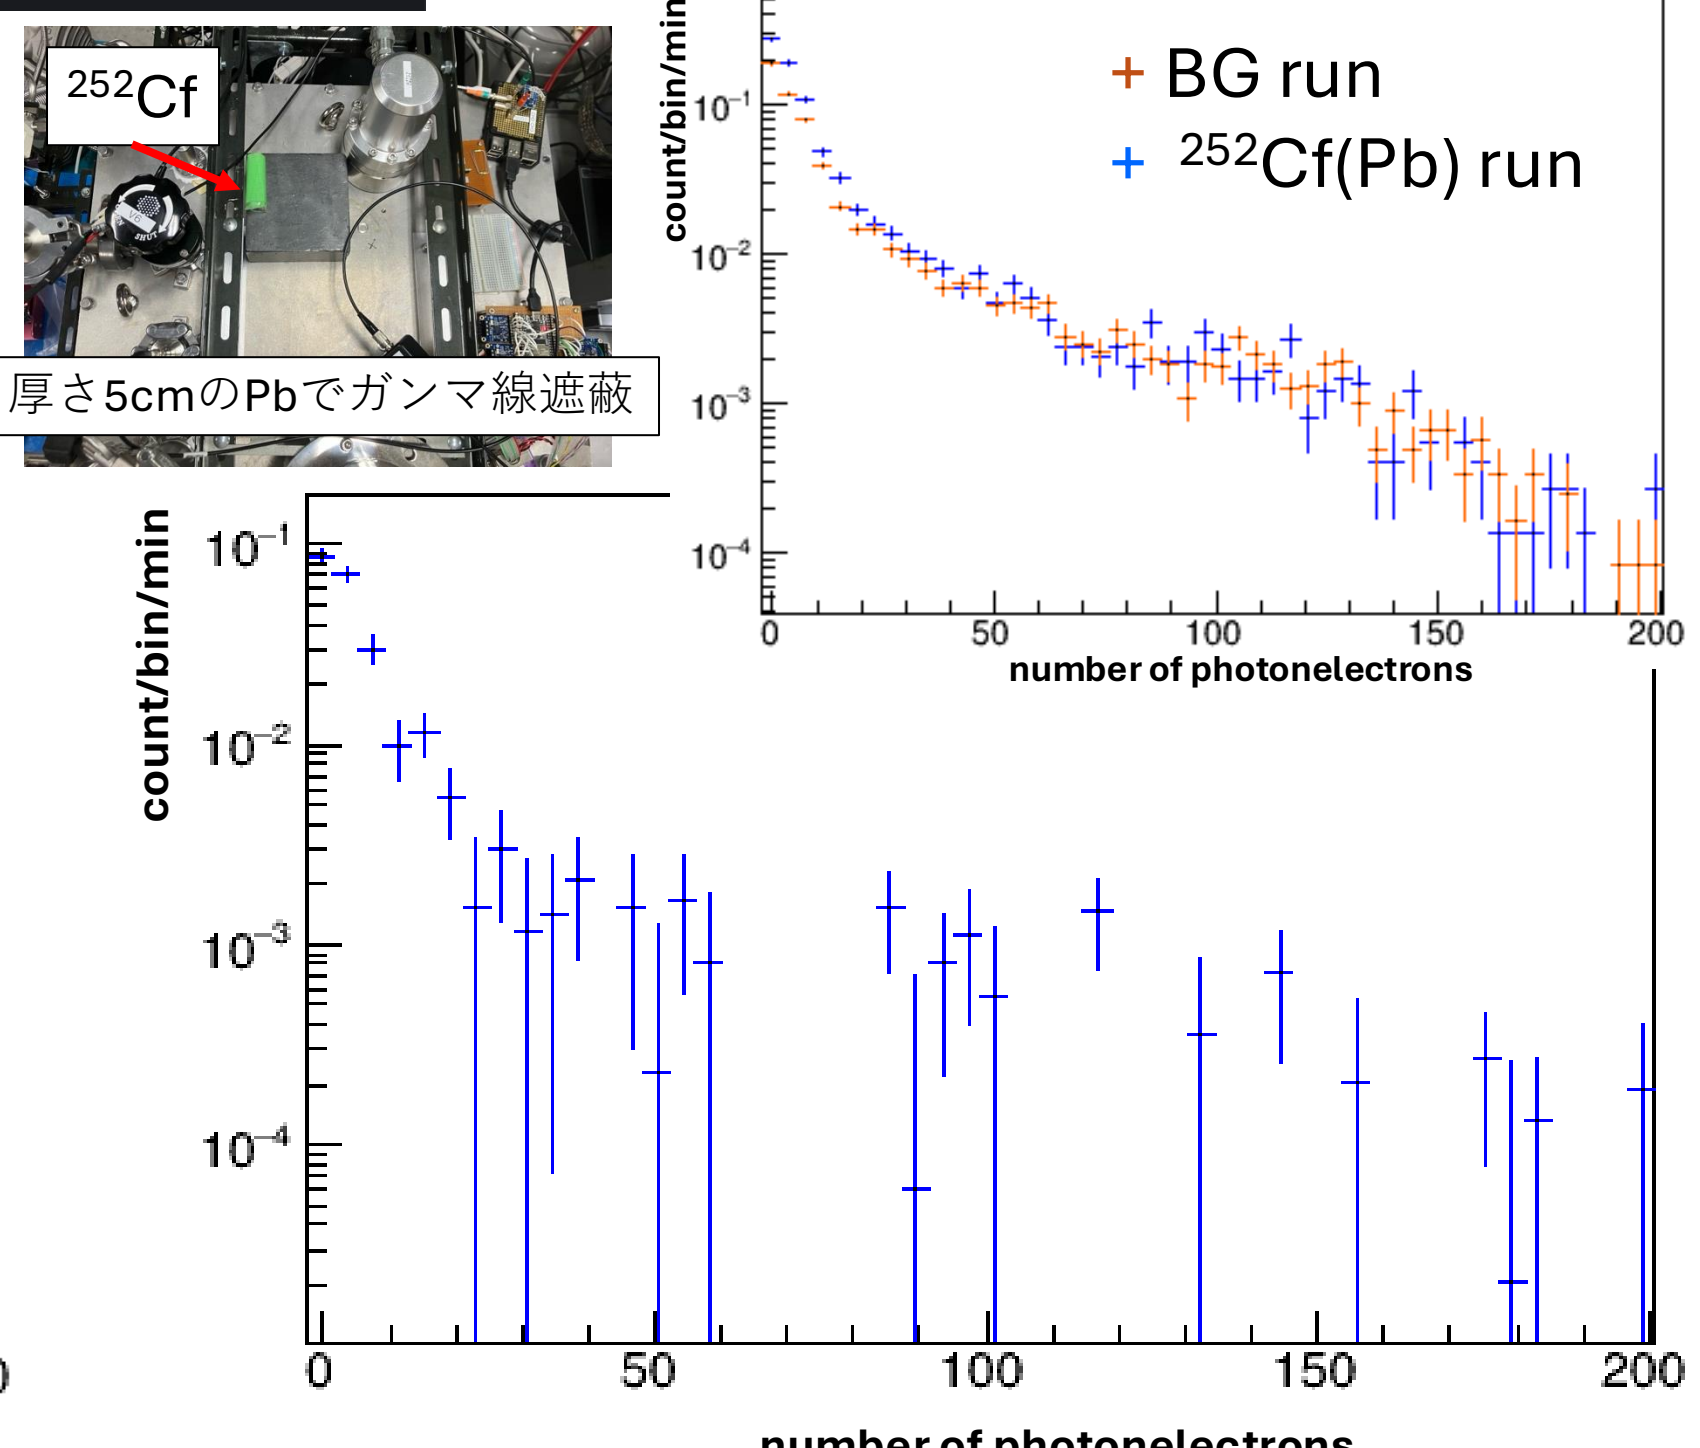 ²⁵²Cf
V6
SHUT
厚さ5cmのPbでガンマ線遮蔽
count/bin/min
10⁻¹
10⁻²
10⁻³
10⁻⁴
BG run
²⁵²Cf(Pb) run
0 50 100 150 200
number of photonelectrons
count/bin/min
10⁻¹
10⁻²
10⁻³
10⁻⁴
0 50 100 150 200
number of photonelectrons